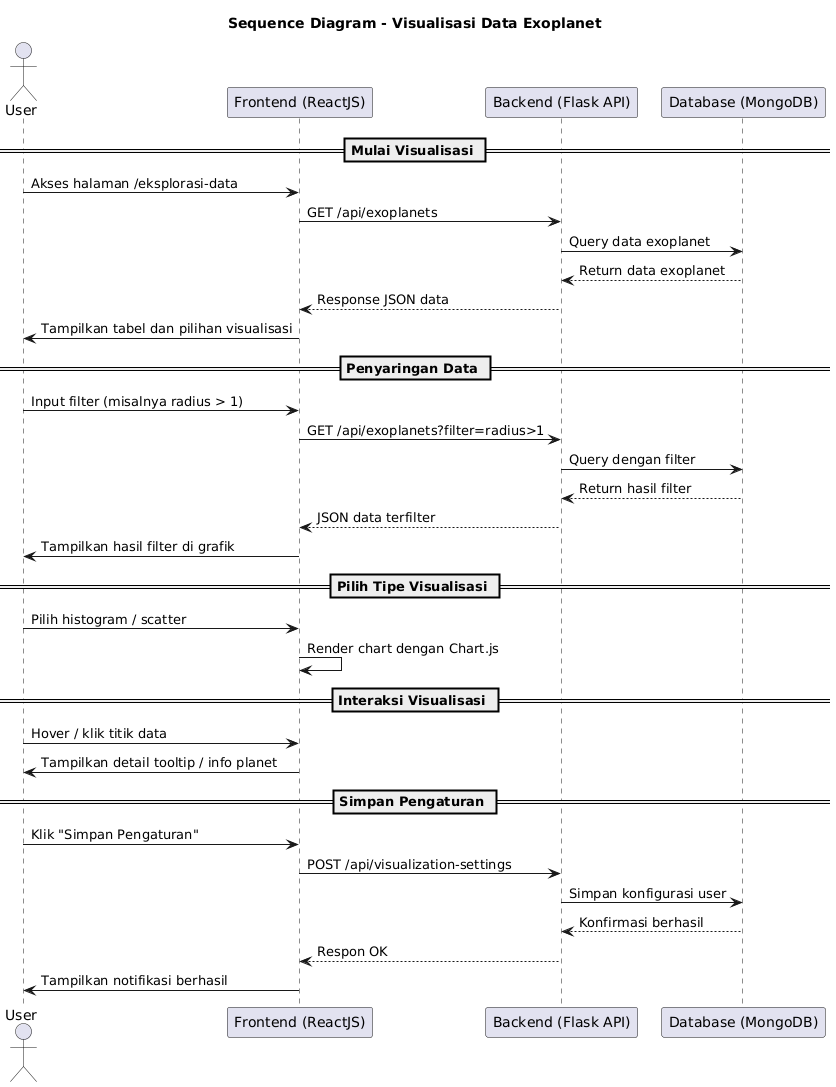 Sequence Diagram - Visualisasi Data Exoplanet
User
Frontend (ReactJS)
Backend (Flask API)
Database (MongoDB)
Mulai Visualisasi
Akses halaman /eksplorasi-data
GET /api/exoplanets
Query data exoplanet
Return data exoplanet
Response JSON data
Tampilkan tabel dan pilihan visualisasi
Penyaringan Data
Input filter (misalnya radius > 1)
GET /api/exoplanets?filter=radius>1
Query dengan filter
Return hasil filter
JSON data terfilter
Tampilkan hasil filter di grafik
Pilih Tipe Visualisasi
Pilih histogram / scatter
Render chart dengan Chart.js
Interaksi Visualisasi
Hover / klik titik data
Tampilkan detail tooltip / info planet
Simpan Pengaturan
Klik "Simpan Pengaturan"
POST /api/visualization-settings
Simpan konfigurasi user
Konfirmasi berhasil
Respon OK
Tampilkan notifikasi berhasil
User
Frontend (ReactJS)
Backend (Flask API)
Database (MongoDB)